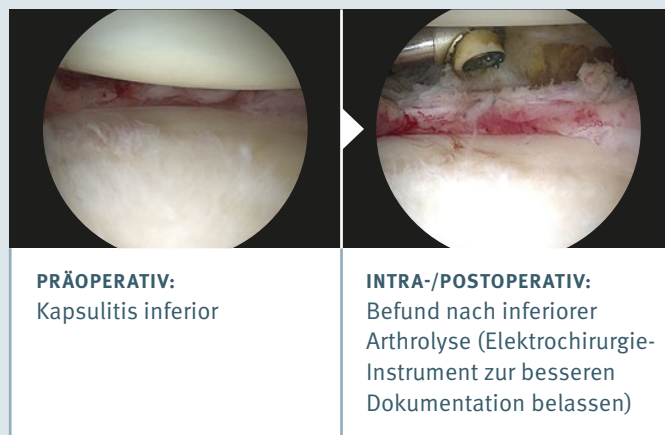 PRÄOPERATIV:
Kapsulitis inferior
INTRA-/POSTOPERATIV:
Befund nach inferiorer
Arthrolyse (Elektrochirurgie-
Instrument zur besseren
Dokumentation belassen)